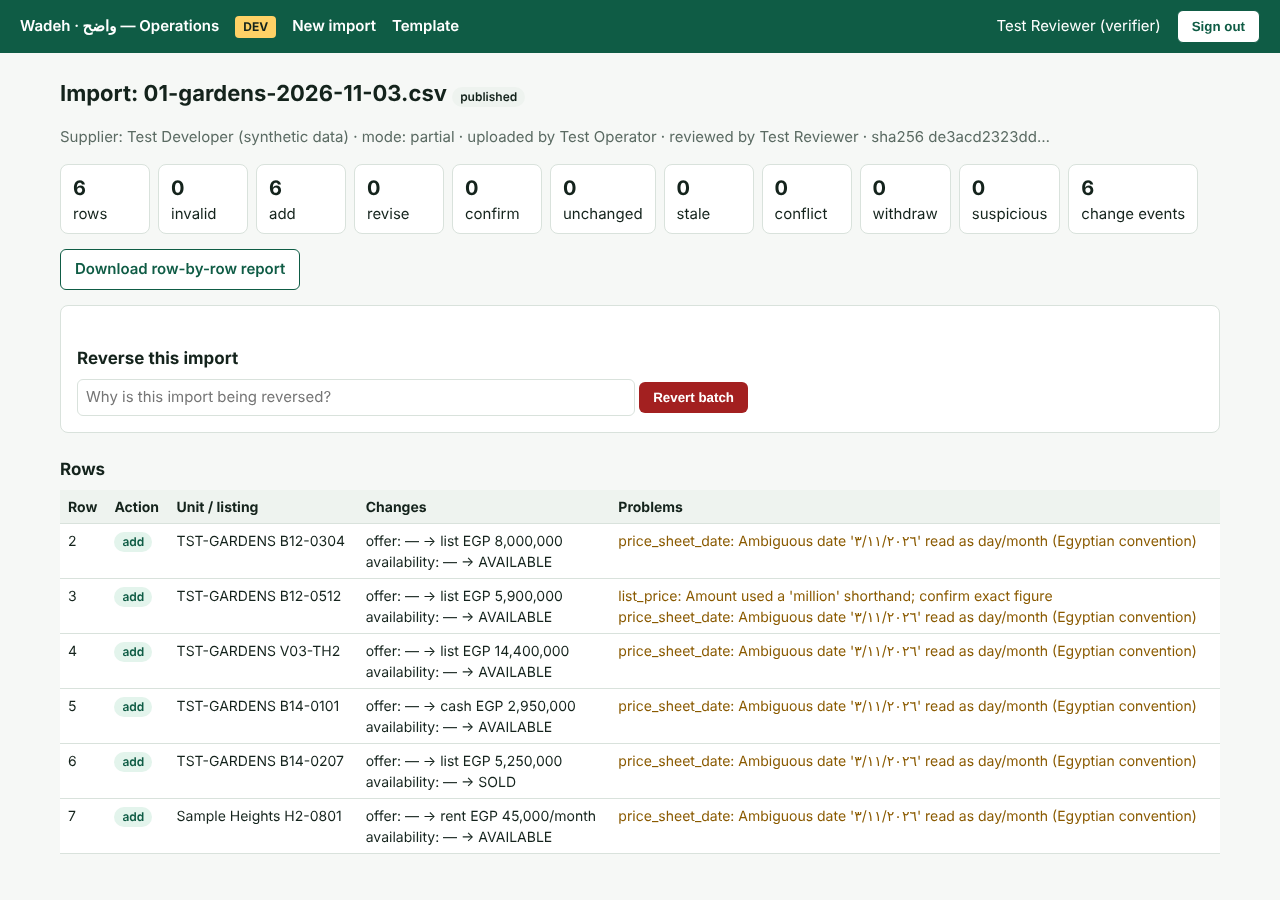 Wadeh · واضح — Operations DEV New import Template Test Reviewer (verifier) Sign out
Import: 01-gardens-2026-11-03.csv published
Supplier: Test Developer (synthetic data) · mode: partial · uploaded by Test Operator · reviewed by Test Reviewer · sha256 de3acd2323dd…
6 0 6 0 0 0 0 0 0 0 6
rows invalid add revise confirm unchanged stale conflict withdraw suspicious change events
Download row-by-row report
Reverse this import
Why is this import being reversed? Revert batch
Rows
Row Action Unit / listing Changes Problems
2 add TST-GARDENS B12-0304 offer: — → list EGP 8,000,000 price_sheet_date: Ambiguous date '٣/١١/٢٠٢٦' read as day/month (Egyptian convention)
availability: — → AVAILABLE
3 add TST-GARDENS B12-0512 offer: — → list EGP 5,900,000 list_price: Amount used a 'million' shorthand; confirm exact figure
availability: — → AVAILABLE price_sheet_date: Ambiguous date '٣/١١/٢٠٢٦' read as day/month (Egyptian convention)
4 add TST-GARDENS V03-TH2 offer: — → list EGP 14,400,000 price_sheet_date: Ambiguous date '٣/١١/٢٠٢٦' read as day/month (Egyptian convention)
availability: — → AVAILABLE
5 add TST-GARDENS B14-0101 offer: — → cash EGP 2,950,000 price_sheet_date: Ambiguous date '٣/١١/٢٠٢٦' read as day/month (Egyptian convention)
availability: — → AVAILABLE
6 add TST-GARDENS B14-0207 offer: — → list EGP 5,250,000 price_sheet_date: Ambiguous date '٣/١١/٢٠٢٦' read as day/month (Egyptian convention)
availability: — → SOLD
7 add Sample Heights H2-0801 offer: — → rent EGP 45,000/month price_sheet_date: Ambiguous date '٣/١١/٢٠٢٦' read as day/month (Egyptian convention)
availability: — → AVAILABLE